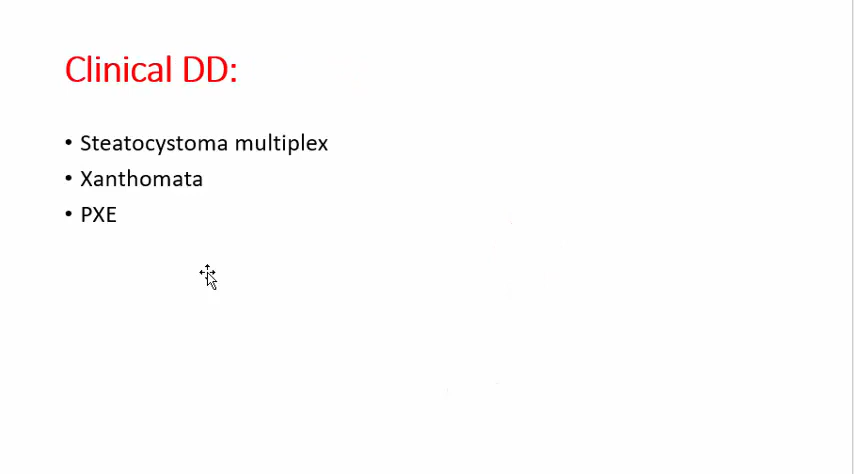 Clinical DD:
• Steatocystoma multiplex
• Xanthomata
• PXE